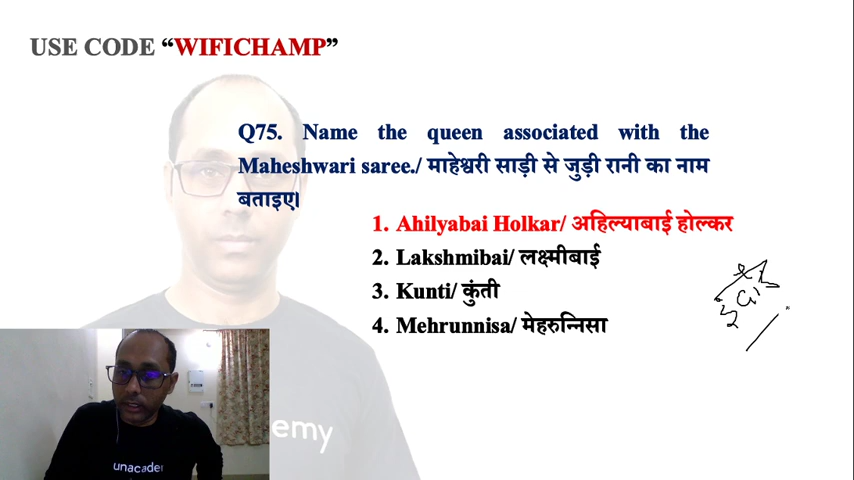 USE CODE “WIFICHAMP”
Q75. Name the queen associated with the
Maheshwari saree./ माहेश्वरी साड़ी से जुड़ी रानी का नाम
बताइए।
1. Ahilyabai Holkar/ अहिल्याबाई होल्कर
2. Lakshmibai/ लक्ष्मीबाई
3. Kunti/ कुंती
4. Mehrunnisa/ मेहरुन्निसा
emy
unacade